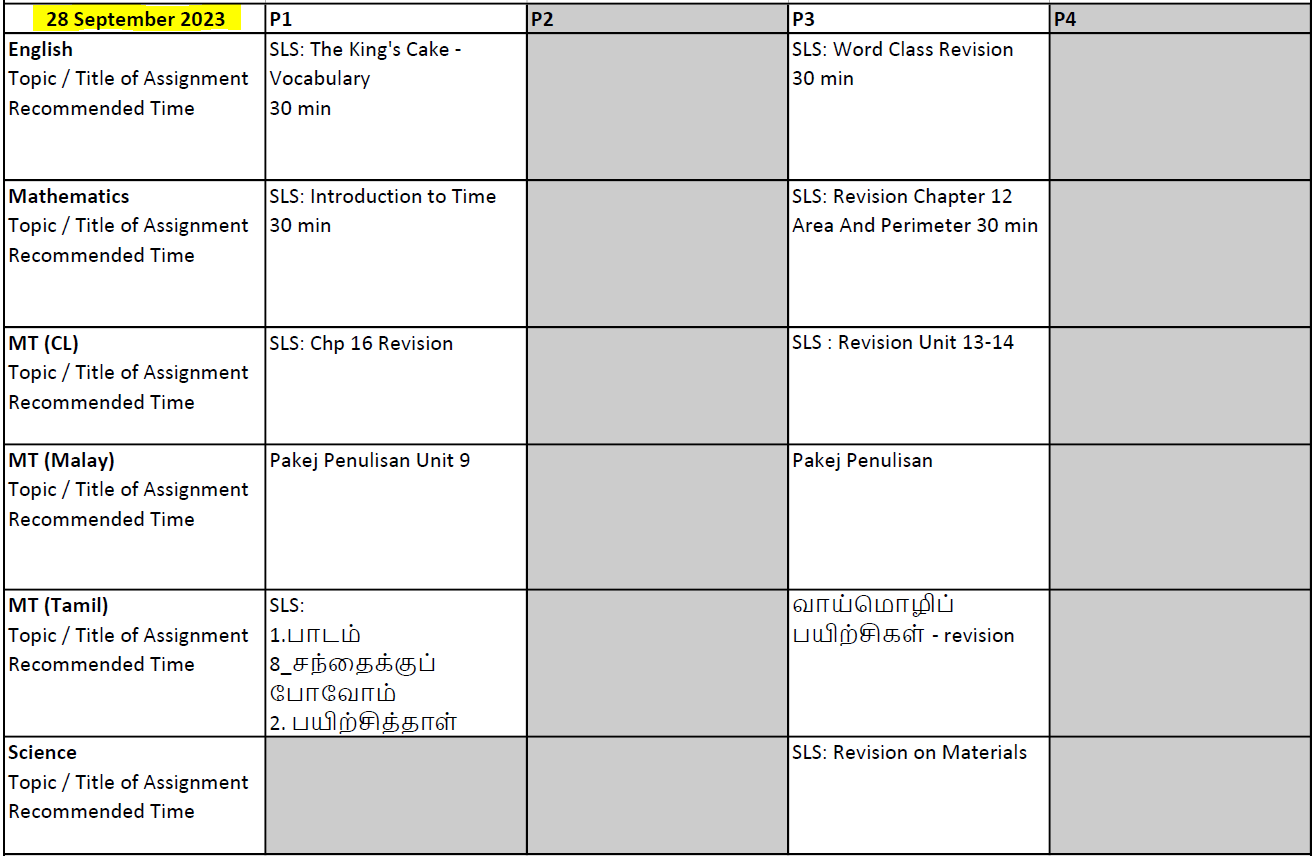 28 September 2023 P1 P2 P3 P4
English
Topic / Title of Assignment
Recommended Time
SLS: The King's Cake -
Vocabulary
30 min
SLS: Word Class Revision
30 min
Mathematics
Topic / Title of Assignment
Recommended Time
SLS: Introduction to Time
30 min
SLS: Revision Chapter 12
Area And Perimeter 30 min
MT (CL)
Topic / Title of Assignment
Recommended Time
SLS: Chp 16 Revision
SLS : Revision Unit 13-14
MT (Malay)
Topic / Title of Assignment
Recommended Time
Pakej Penulisan Unit 9
Pakej Penulisan
MT (Tamil)
Topic / Title of Assignment
Recommended Time
SLS:
1.பாடம்
8_சந்தைக்குப்
போவோம்
2. பயிற்சித்தாள்
வாய்மொழிப்
பயிற்சிகள் - revision
Science
Topic / Title of Assignment
Recommended Time
SLS: Revision on Materials